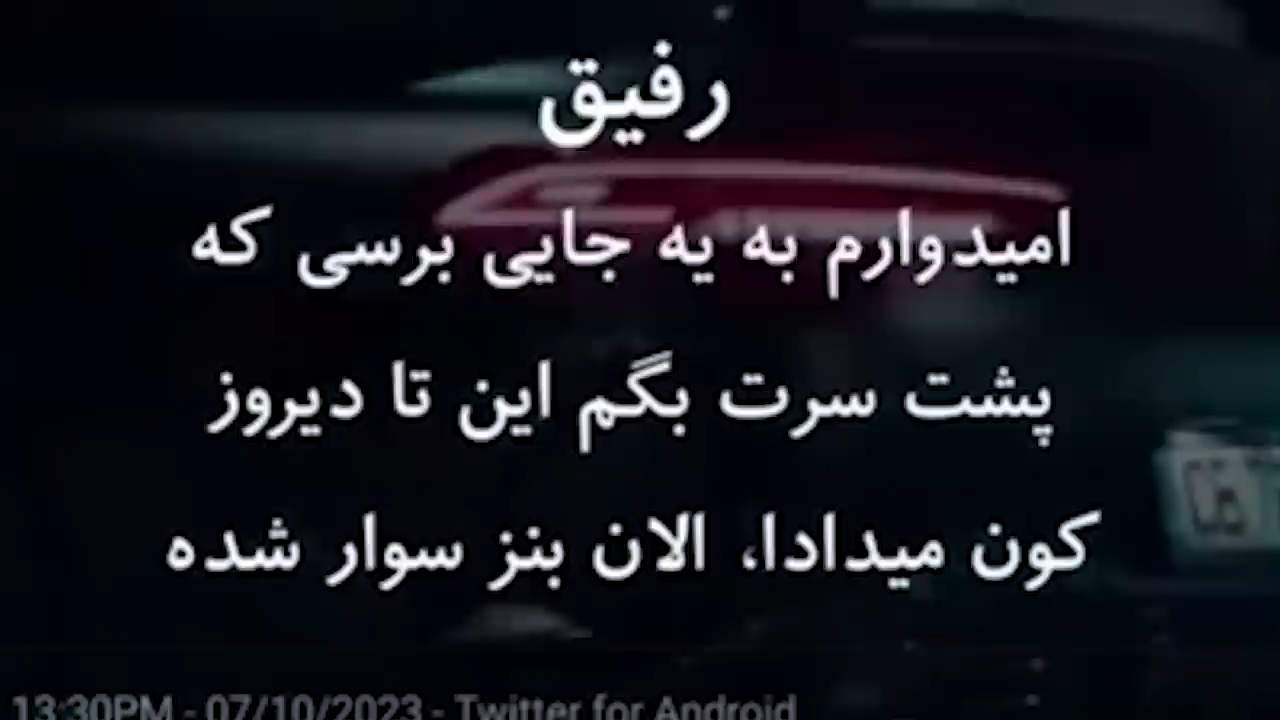 رفیق
امیدوارم به یه جایی برسی که
پشت سرت بگم این تا دیروز
کون میدادا، الان بنز سوار شده
13:30PM - 07/10/2023 - Twitter for Android